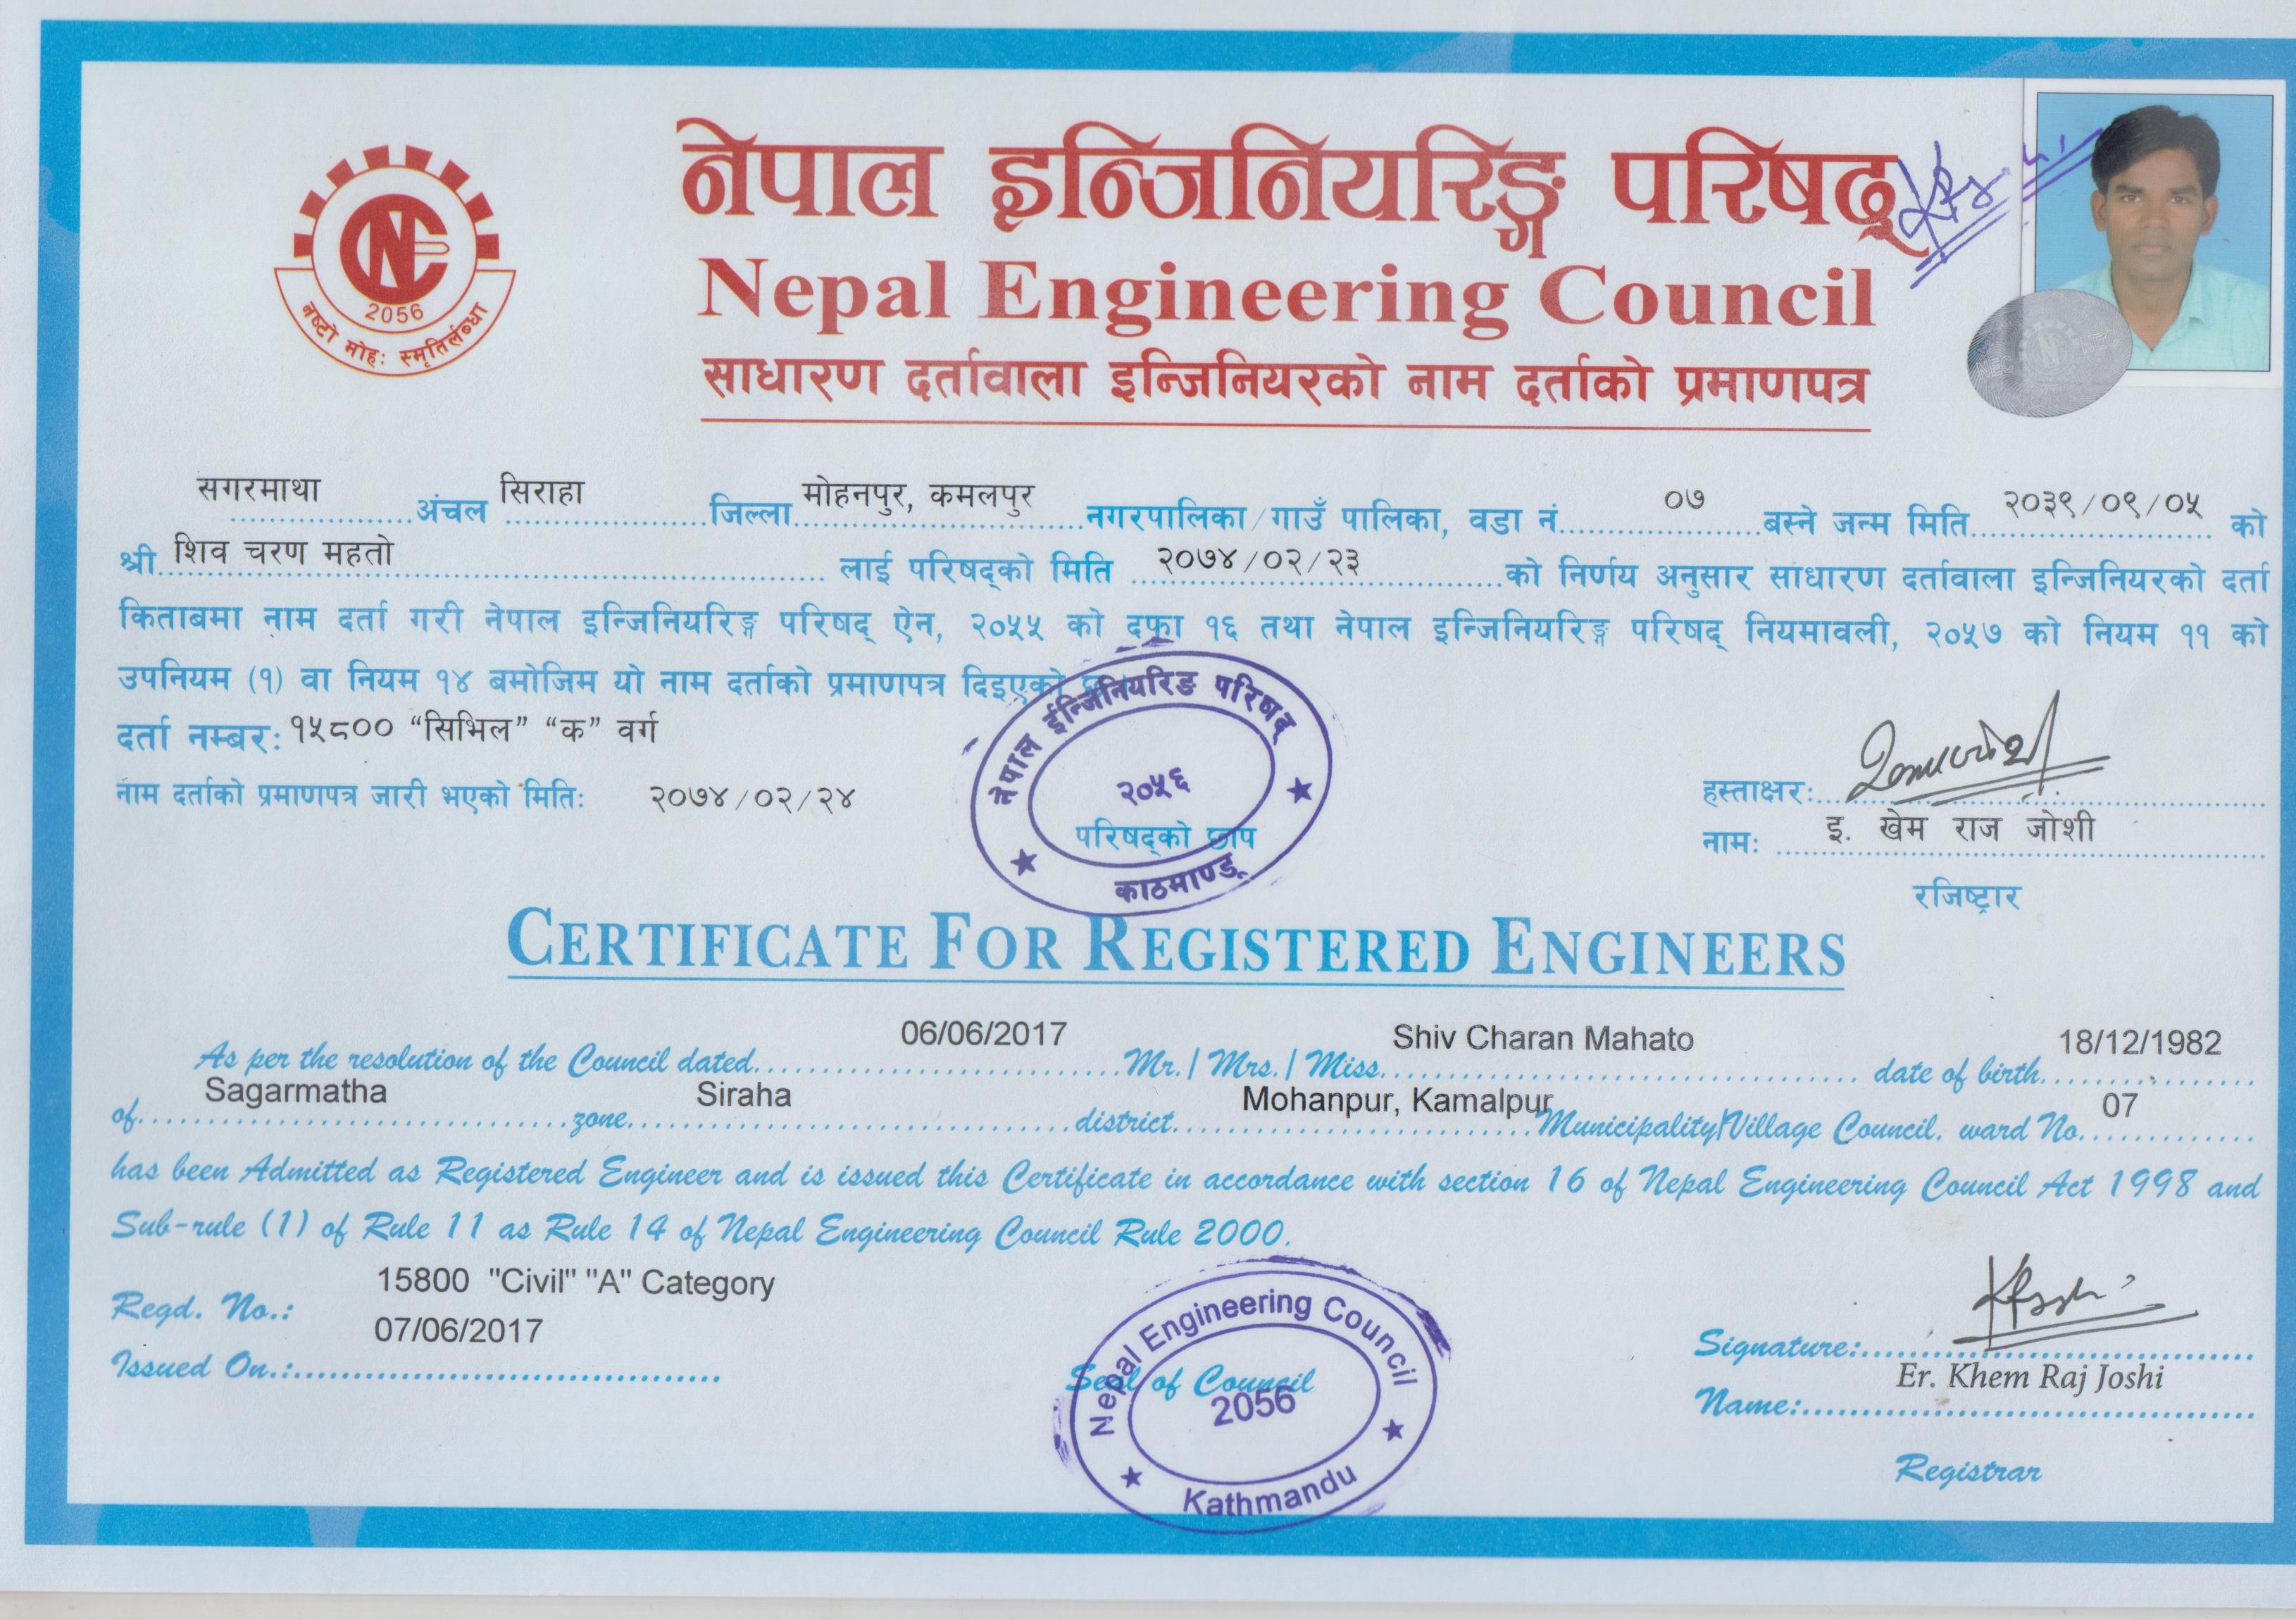 नेपाल इन्जिनियरिङ्ग परिषद्
Nepal Engineering Council
साधारण दर्तावाला इन्जिनियरको नाम दर्ताको प्रमाणपत्र
2056
नष्टो मोहः स्मृतिर्लब्धा
सगरमाथा अंचल सिराहा जिल्ला मोहनपुर, कमलपुर नगरपालिका/गाउँ पालिका, वडा नं. ०७ बस्ने जन्म मिति २०३९/०९/०५ को
श्री शिव चरण महतो लाई परिषद्को मिति २०७४/०२/२३ को निर्णय अनुसार साधारण दर्तावाला इन्जिनियरको दर्ता
किताबमा नाम दर्ता गरी नेपाल इन्जिनियरिङ्ग परिषद् ऐन, २०५५ को दफा १६ तथा नेपाल इन्जिनियरिङ्ग परिषद् नियमावली, २०५७ को नियम ११ को
उपनियम (१) वा नियम १४ बमोजिम यो नाम दर्ताको प्रमाणपत्र दिइएको
दर्ता नम्बर: १५८०० "सिभिल" "क" वर्ग
नाम दर्ताको प्रमाणपत्र जारी भएको मिति: २०७४/०२/२४
हस्ताक्षर:
नाम: इ. खेम राज जोशी
रजिष्ट्रार
परिषद्को छाप
नेपाल ईन्जिनियरिङ परिषद्
२०५६
काठमाण्डू
CERTIFICATE FOR REGISTERED ENGINEERS
As per the resolution of the Council dated 06/06/2017 Mr./ Mrs./ Miss. Shiv Charan Mahato date of birth 18/12/1982
of Sagarmatha zone Siraha district Mohanpur, Kamalpur Municipality/Village Council, ward No. 07
has been Admitted as Registered Engineer and is issued this Certificate in accordance with section 16 of Nepal Engineering Council Act 1998 and
Sub-rule (1) of Rule 11 as Rule 14 of Nepal Engineering Council Rule 2000.
Regd. No.: 15800 "Civil" "A" Category
Issued On.: 07/06/2017
Seal of Council
Nepal Engineering Council
2056
Kathmandu
Signature:
Name: Er. Khem Raj Joshi
Registrar